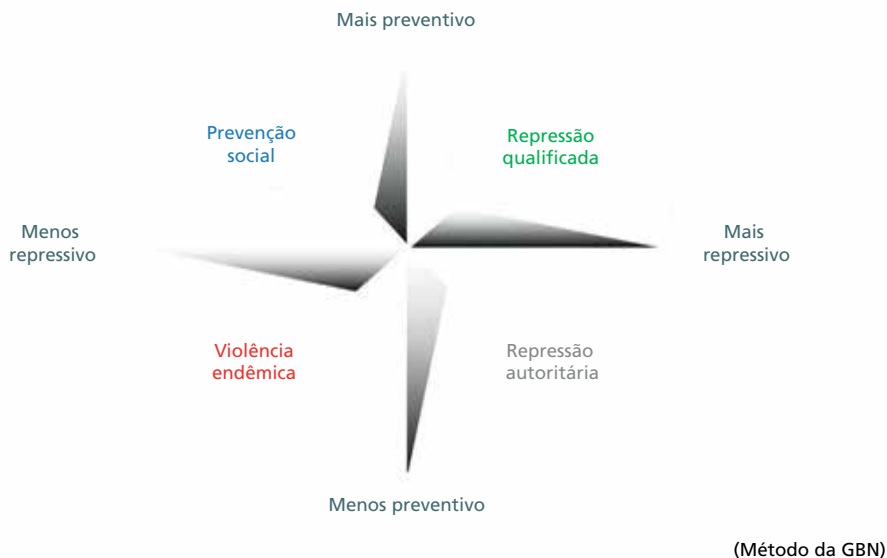 Mais preventivo
Prevenção
social
Repressão
qualificada
Menos
repressivo
Mais
repressivo
Violência
endêmica
Repressão
autoritária
Menos preventivo
(Método da GBN)